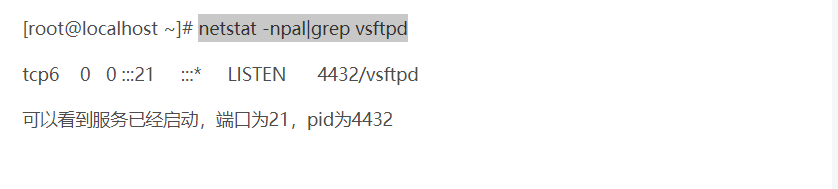 [root@localhost ~]# netstat -npal|grep vsftpd
tcp6 0 0 :::21 :::* LISTEN 4432/vsftpd
可以看到服务已经启动，端口为21，pid为4432